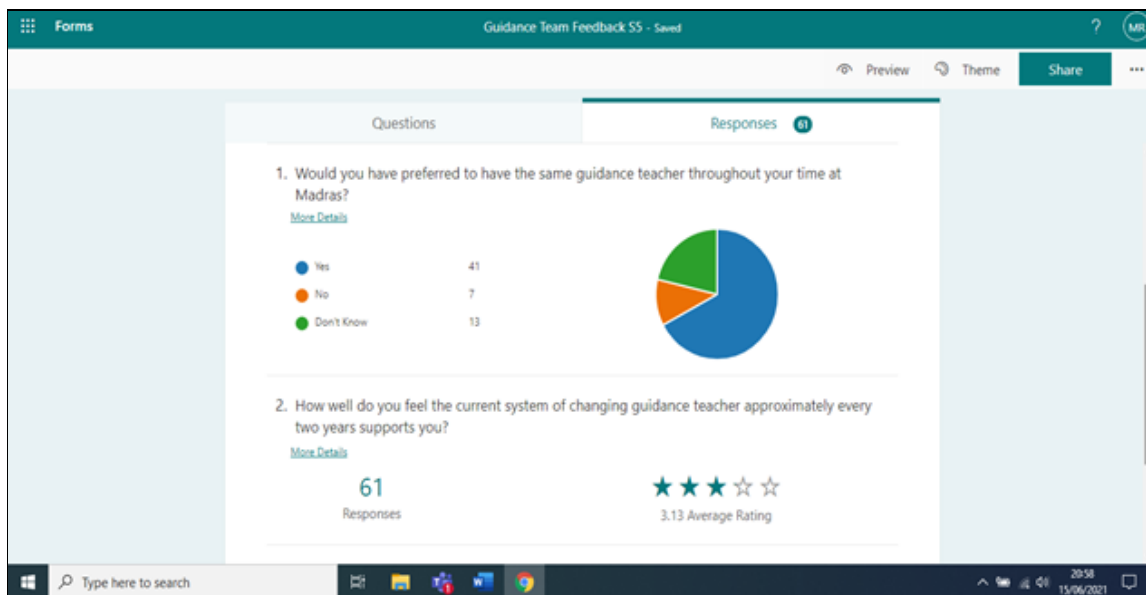 Forms
Guidance Team Feedback S5 - Saved
?
MR
Preview
Theme
Share
...
Questions
Responses 61
1. Would you have preferred to have the same guidance teacher throughout your time at
Madras?
More Details
Yes 41
No 7
Don't Know 13
2. How well do you feel the current system of changing guidance teacher approximately every
two years supports you?
More Details
61
Responses
3.13 Average Rating
Type here to search
20:58
15/06/2021